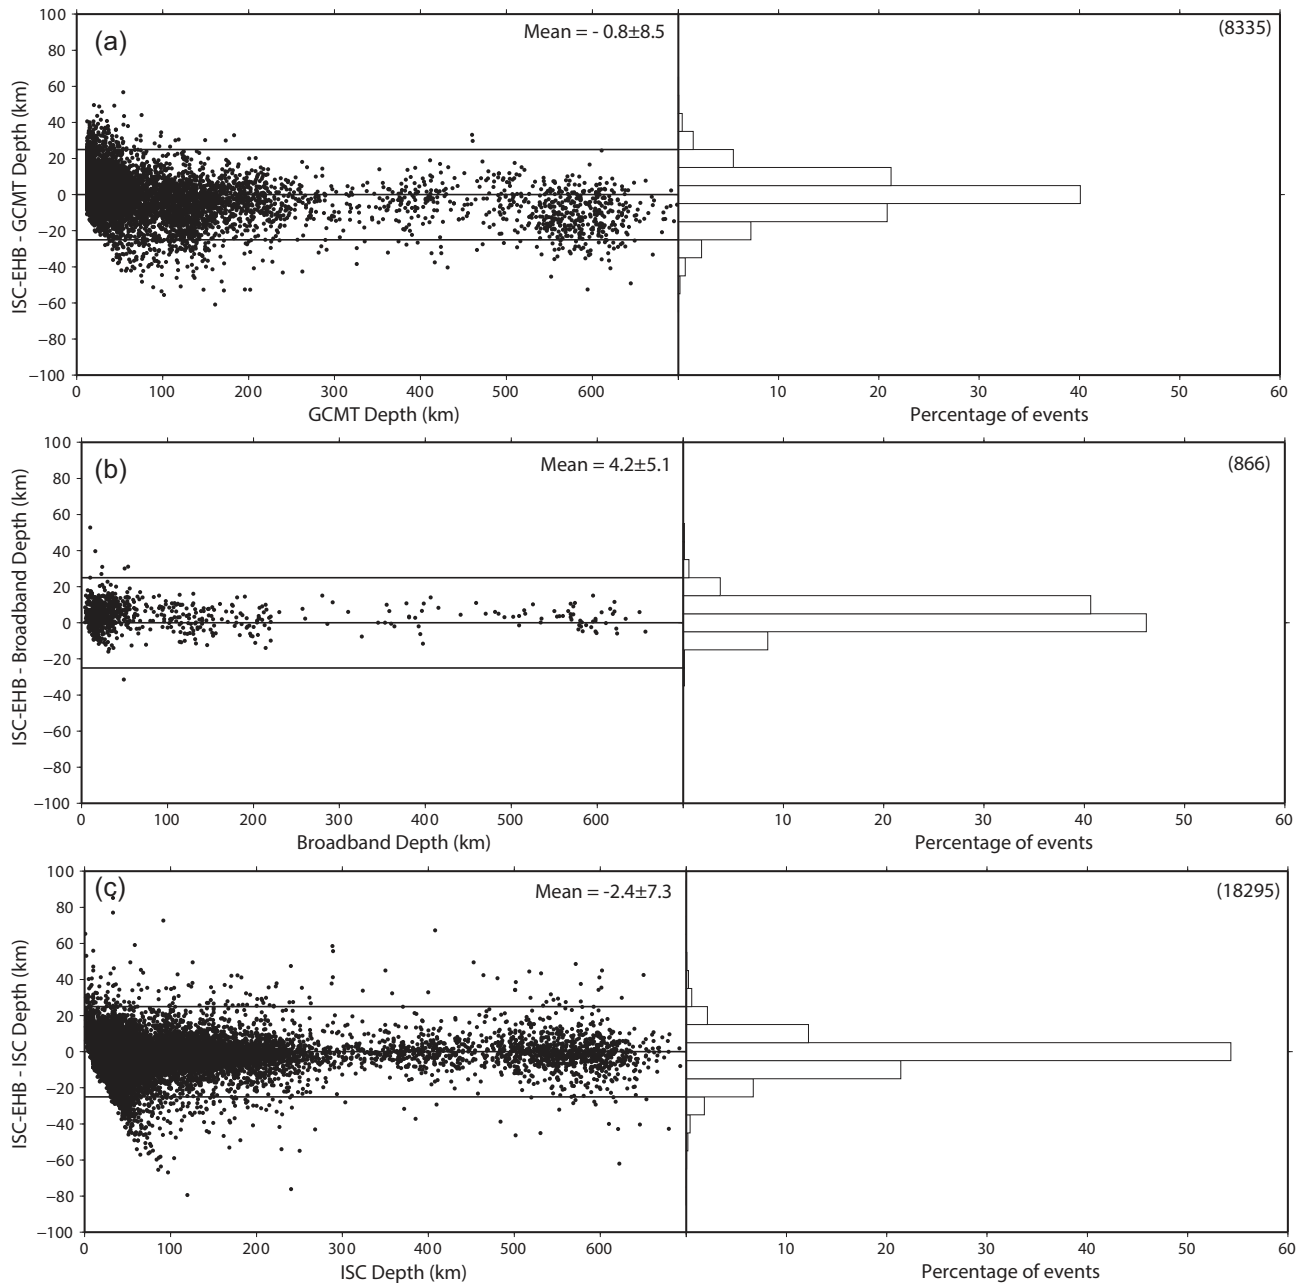 (a)
Mean = - 0.8±8.5
(8335)
ISC-EHB - GCMT Depth (km)
100
80
60
40
20
0
−20
−40
−60
−80
−100
0 100 200 300 400 500 600
10 20 30 40 50 60
GCMT Depth (km)
Percentage of events
(b)
Mean = 4.2±5.1
(866)
ISC-EHB - Broadband Depth (km)
100
80
60
40
20
0
−20
−40
−60
−80
−100
0 100 200 300 400 500 600
10 20 30 40 50 60
Broadband Depth (km)
Percentage of events
(c)
Mean = -2.4±7.3
(18295)
ISC-EHB - ISC Depth (km)
100
80
60
40
20
0
−20
−40
−60
−80
−100
0 100 200 300 400 500 600
10 20 30 40 50 60
ISC Depth (km)
Percentage of events